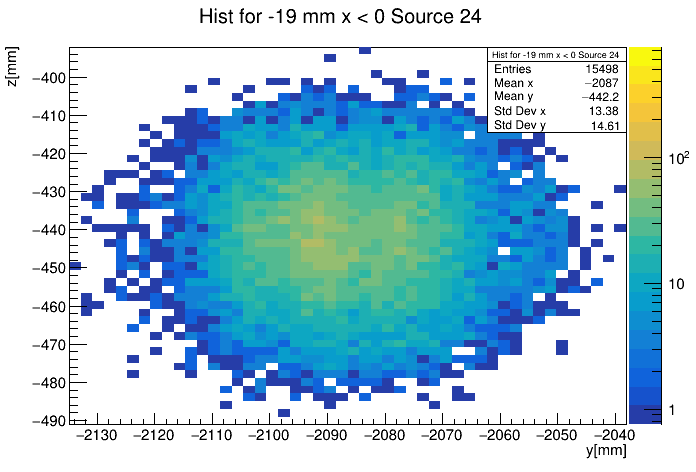 Hist for -19 mm x < 0 Source 24
z[mm]
Hist for -19 mm x < 0 Source 24
Entries 15498
Mean x −2087
Mean y −442.2
Std Dev x 13.38
Std Dev y 14.61
−400
−410
−420
−430
−440
−450
−460
−470
−480
−490
10²
10
1
−2130 −2120 −2110 −2100 −2090 −2080 −2070 −2060 −2050 −2040
y[mm]